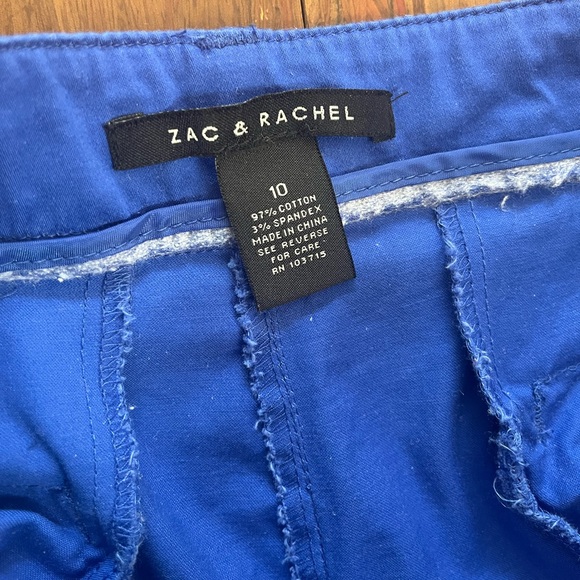 ZAC & RACHEL
10
97% COTTON
3% SPANDEX
MADE IN CHINA
SEE REVERSE
FOR CARE
RN 103715